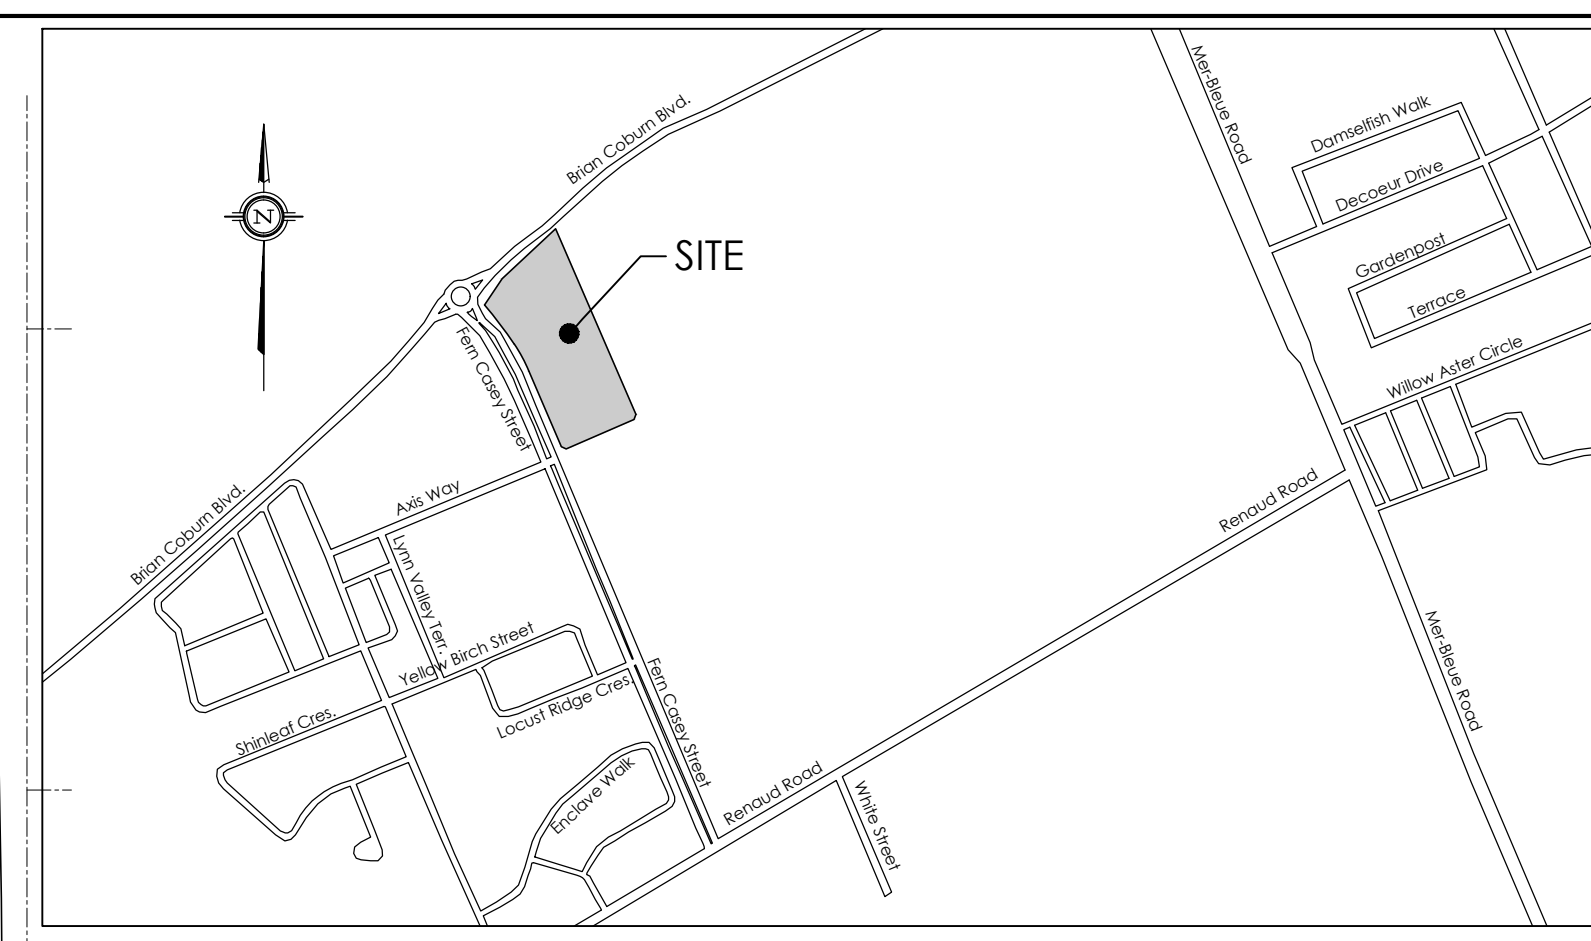 Mer-Bleue Road
Brian Coburn Blvd.
Damselfish Walk
Decoeur Drive
N
SITE
Gardenpost
Terrace
Fern Casey Street
Willow Aster Circle
Axis Way
Renaud Road
Brian Coburn Blvd.
Lynn Valley Terr.
Yellow Birch Street
Locust Ridge Cres.
Fern Casey Street
Mer-Bleue Road
Shinleaf Cres.
Enclave Walk
Renaud Road
White Street